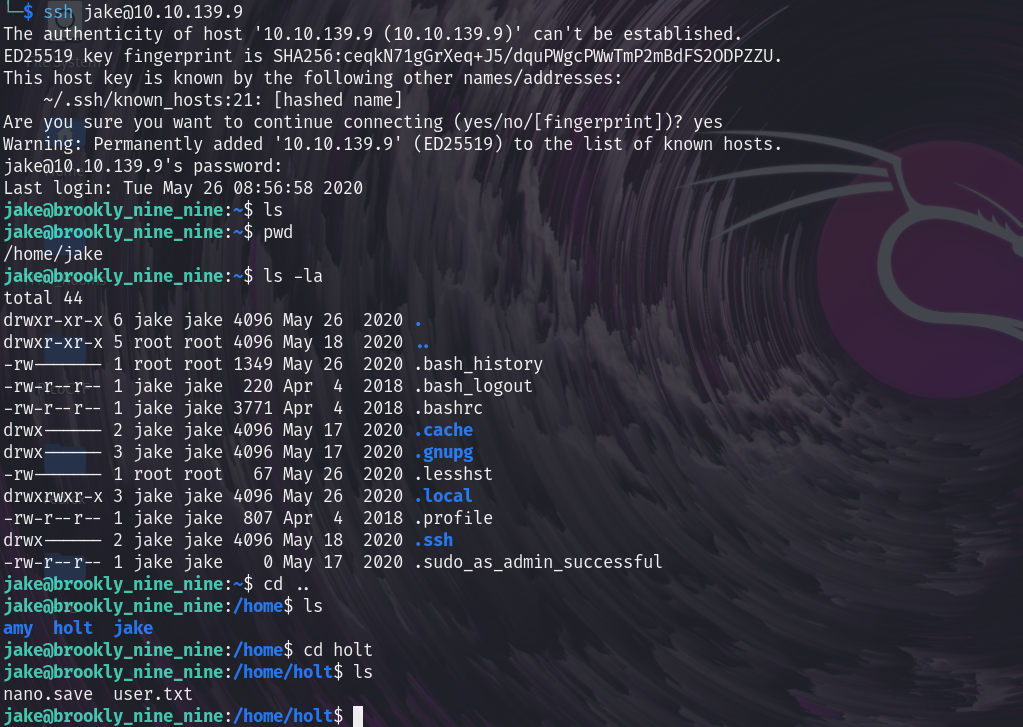 └─$ ssh jake@10.10.139.9
The authenticity of host '10.10.139.9 (10.10.139.9)' can't be established.
ED25519 key fingerprint is SHA256:ceqkN71gGrXeq+J5/dquPWgcPWwTmP2mBdFS2ODPZZU.
This host key is known by the following other names/addresses:
    ~/.ssh/known_hosts:21: [hashed name]
Are you sure you want to continue connecting (yes/no/[fingerprint])? yes
Warning: Permanently added '10.10.139.9' (ED25519) to the list of known hosts.
jake@10.10.139.9's password:
Last login: Tue May 26 08:56:58 2020
jake@brookly_nine_nine:~$ ls
jake@brookly_nine_nine:~$ pwd
/home/jake
jake@brookly_nine_nine:~$ ls -la
total 44
drwxr-xr-x 6 jake jake 4096 May 26  2020 .
drwxr-xr-x 5 root root 4096 May 18  2020 ..
-rw------- 1 root root 1349 May 26  2020 .bash_history
-rw-r--r-- 1 jake jake  220 Apr  4  2018 .bash_logout
-rw-r--r-- 1 jake jake 3771 Apr  4  2018 .bashrc
drwx------ 2 jake jake 4096 May 17  2020 .cache
drwx------ 3 jake jake 4096 May 17  2020 .gnupg
-rw------- 1 root root   67 May 26  2020 .lesshst
drwxrwxr-x 3 jake jake 4096 May 26  2020 .local
-rw-r--r-- 1 jake jake  807 Apr  4  2018 .profile
drwx------ 2 jake jake 4096 May 18  2020 .ssh
-rw-r--r-- 1 jake jake    0 May 17  2020 .sudo_as_admin_successful
jake@brookly_nine_nine:~$ cd ..
jake@brookly_nine_nine:/home$ ls
amy  holt  jake
jake@brookly_nine_nine:/home$ cd holt
jake@brookly_nine_nine:/home/holt$ ls
nano.save  user.txt
jake@brookly_nine_nine:/home/holt$